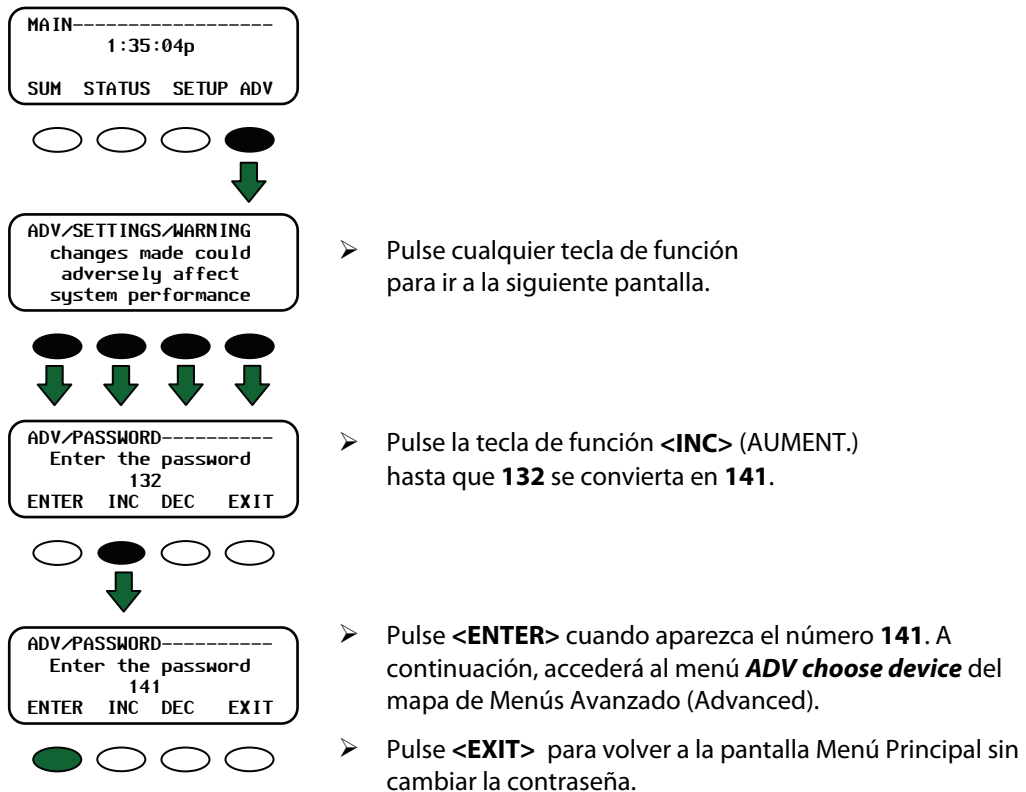 MAIN-------------------
1:35:04p
SUM STATUS SETUP ADV
ADV/SETTINGS/WARNING
changes made could
adversely affect
system performance
➢ Pulse cualquier tecla de función
para ir a la siguiente pantalla.
ADV/PASSWORD----------
Enter the password
132
ENTER INC DEC EXIT
➢ Pulse la tecla de función <INC> (AUMENT.)
hasta que 132 se convierta en 141.
ADV/PASSWORD----------
Enter the password
141
ENTER INC DEC EXIT
➢ Pulse <ENTER> cuando aparezca el número 141. A
continuación, accederá al menú ADV choose device del
mapa de Menús Avanzado (Advanced).
➢ Pulse <EXIT> para volver a la pantalla Menú Principal sin
cambiar la contraseña.